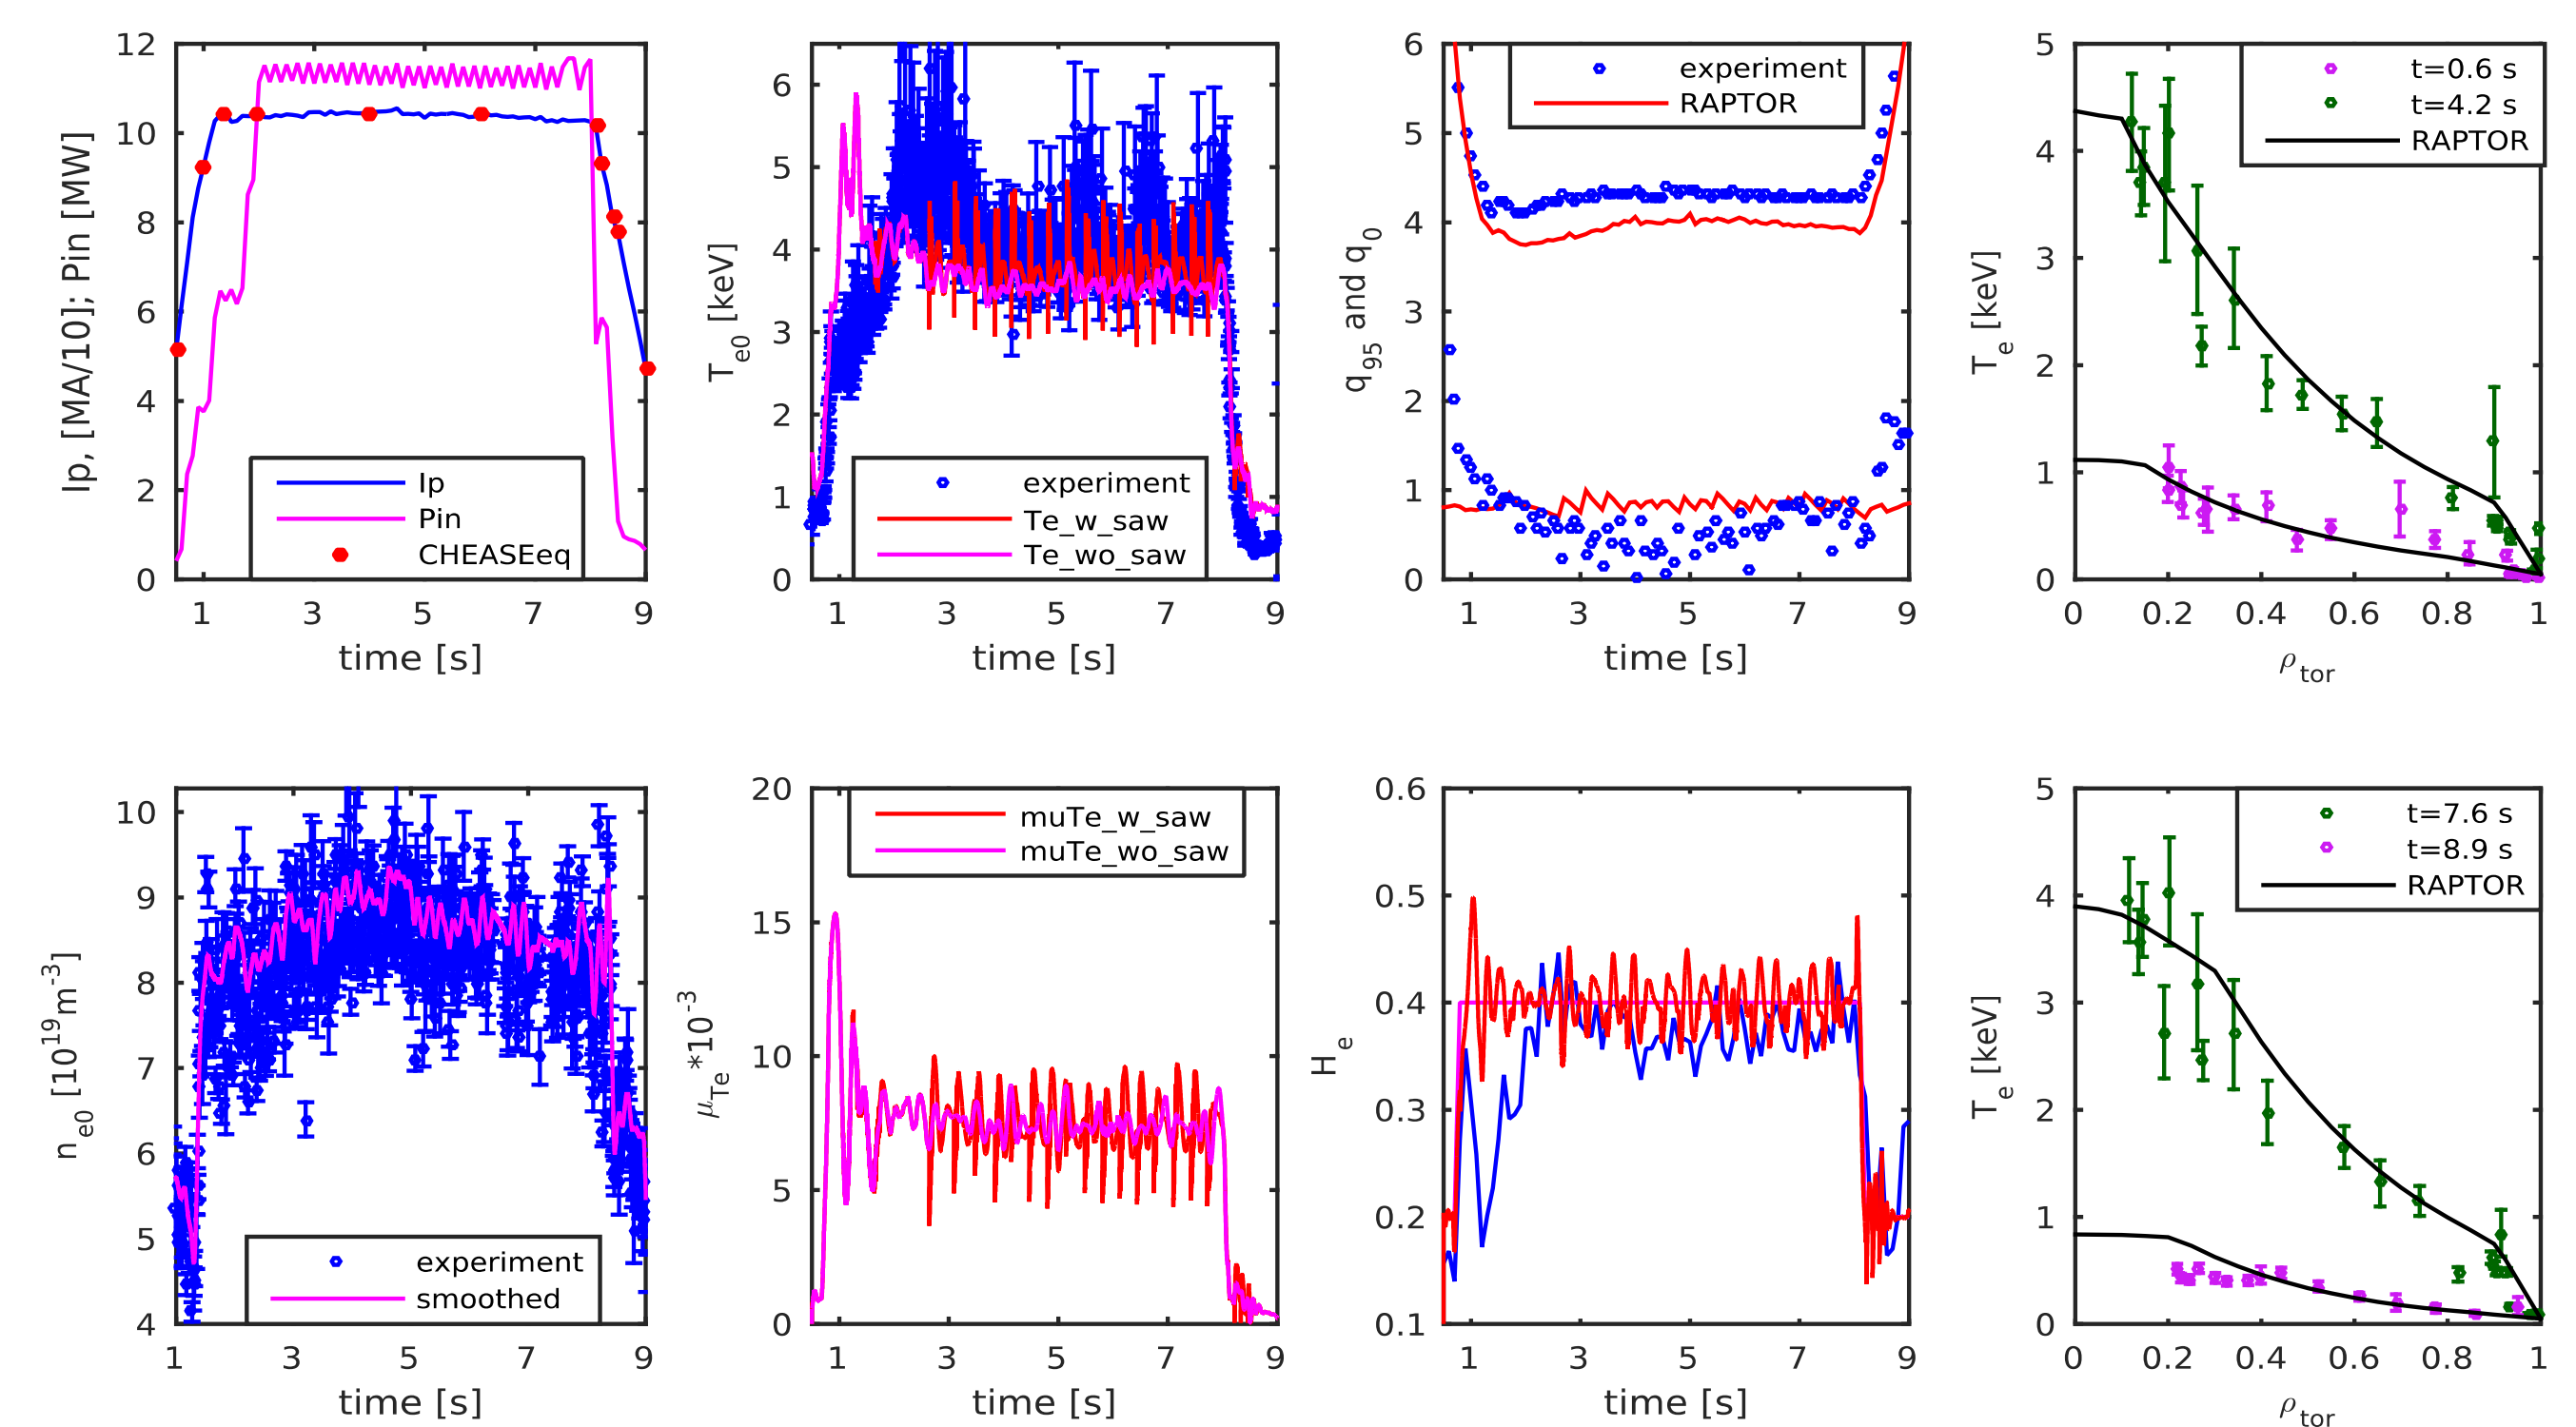 Ip, [MA/10]; Pin [MW]
12
10
8
6
4
2
0
Ip
Pin
CHEASEeq
1 3 5 7 9
time [s]
T e0 [keV]
6
5
4
3
2
1
0
experiment
Te_w_saw
Te_wo_saw
1 3 5 7 9
time [s]
q95 and q0
6
5
4
3
2
1
0
experiment
RAPTOR
1 3 5 7 9
time [s]
T e [keV]
5
4
3
2
1
0
t=0.6 s
t=4.2 s
RAPTOR
0 0.2 0.4 0.6 0.8 1
ρ tor
n e0 [10^19 m^-3]
10
9
8
7
6
5
4
experiment
smoothed
1 3 5 7 9
time [s]
μ Te *10^-3
20
15
10
5
0
muTe_w_saw
muTe_wo_saw
1 3 5 7 9
time [s]
H e
0.6
0.5
0.4
0.3
0.2
0.1
1 3 5 7 9
time [s]
T e [keV]
5
4
3
2
1
0
t=7.6 s
t=8.9 s
RAPTOR
0 0.2 0.4 0.6 0.8 1
ρ tor